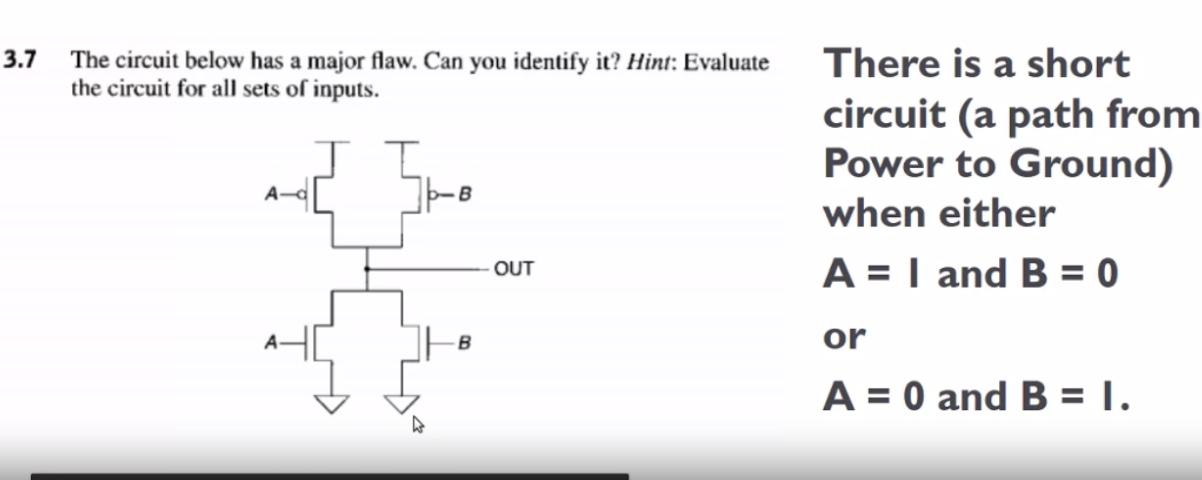 3.7 The circuit below has a major flaw. Can you identify it? Hint: Evaluate
the circuit for all sets of inputs.
A
B
OUT
A
B
There is a short
circuit (a path from
Power to Ground)
when either
A = 1 and B = 0
or
A = 0 and B = 1.